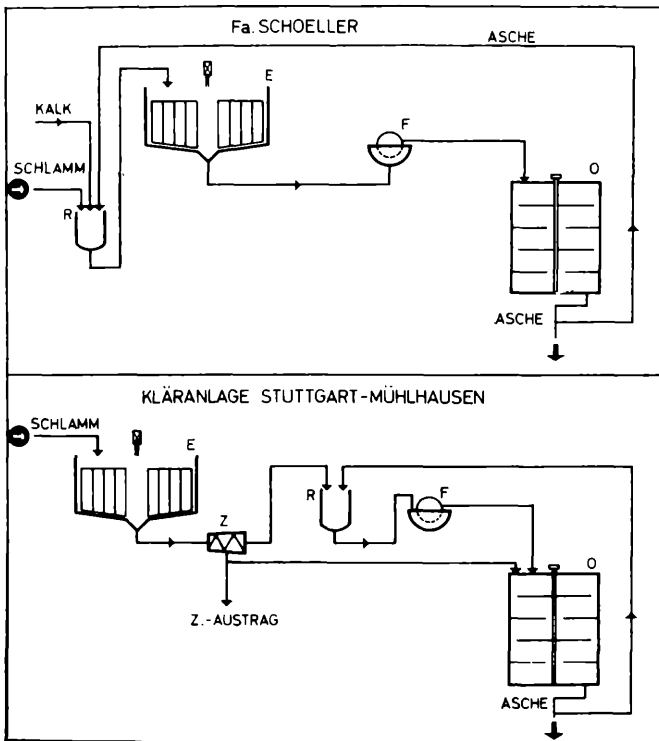 Fa. SCHOELLER
ASCHE
E
KALK
F
SCHLAMM
O
R
ASCHE
KLÄRANLAGE STUTTGART-MÜHLHAUSEN
SCHLAMM
E
R
F
Z
O
Z.-AUSTRAG
ASCHE